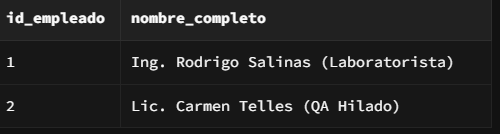 id_empleado nombre_completo
1 Ing. Rodrigo Salinas (Laboratorista)
2 Lic. Carmen Telles (QA Hilado)